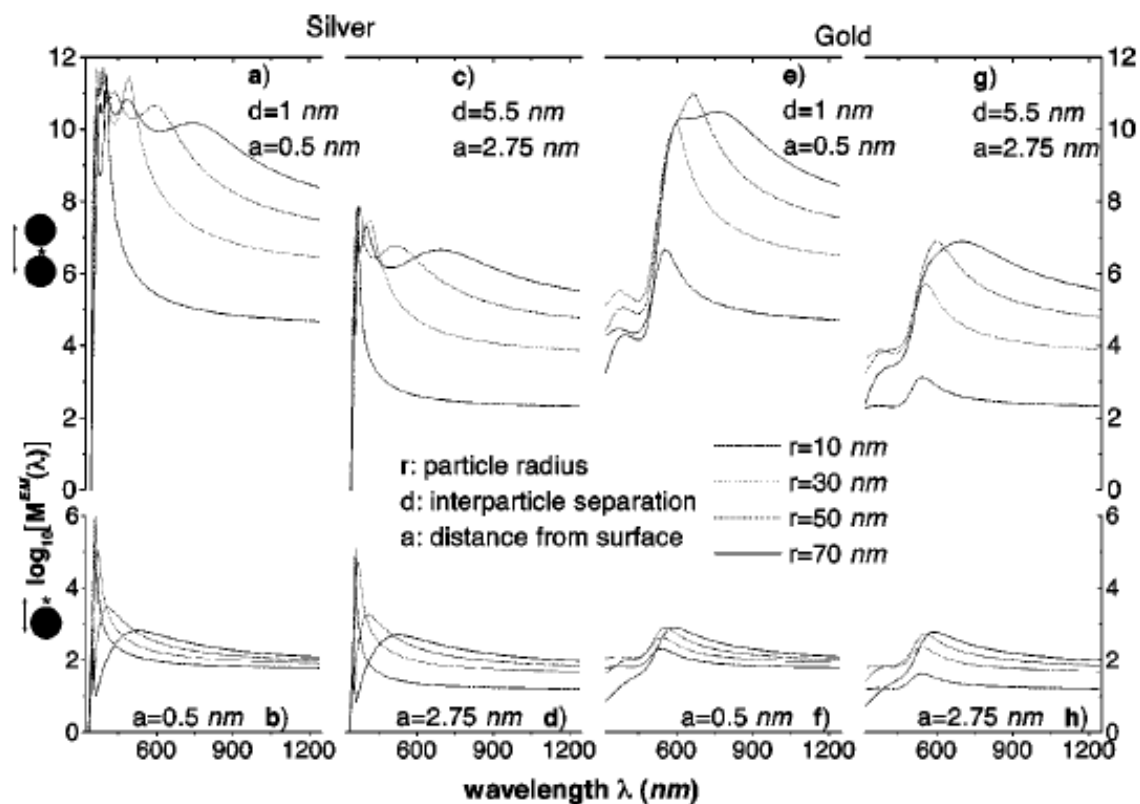 Silver
Gold
a)
d=1 nm
a=0.5 nm
c)
d=5.5 nm
a=2.75 nm
e)
d=1 nm
a=0.5 nm
g)
d=5.5 nm
a=2.75 nm
12
10
8
6
4
2
0
12
10
8
6
4
2
0
log₁₀[M^EM(λ)]
r: particle radius
d: interparticle separation
a: distance from surface
r=10 nm
r=30 nm
r=50 nm
r=70 nm
6
4
2
0
6
4
2
0
a=0.5 nm b)
a=2.75 nm d)
a=0.5 nm f)
a=2.75 nm h)
600 900 1200 600 900 1200 600 900 1200 600 900 1200
wavelength λ (nm)